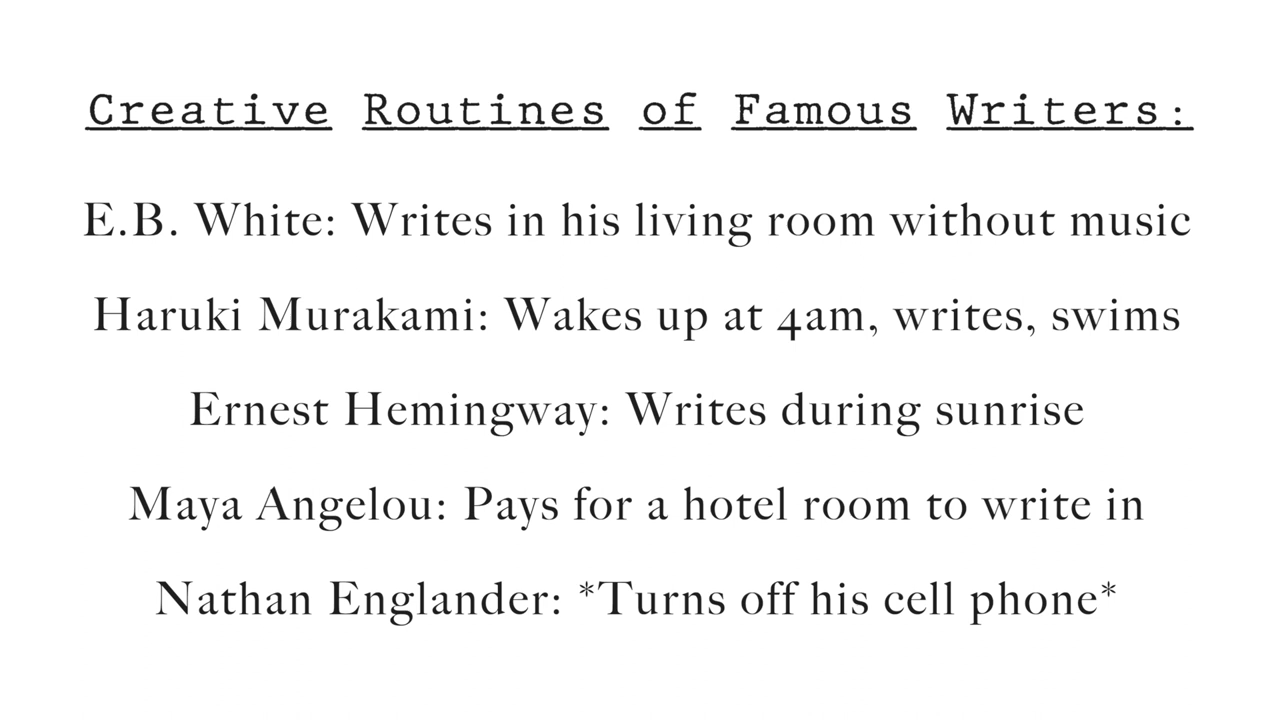 Creative Routines of Famous Writers:
E.B. White: Writes in his living room without music
Haruki Murakami: Wakes up at 4am, writes, swims
Ernest Hemingway: Writes during sunrise
Maya Angelou: Pays for a hotel room to write in
Nathan Englander: *Turns off his cell phone*